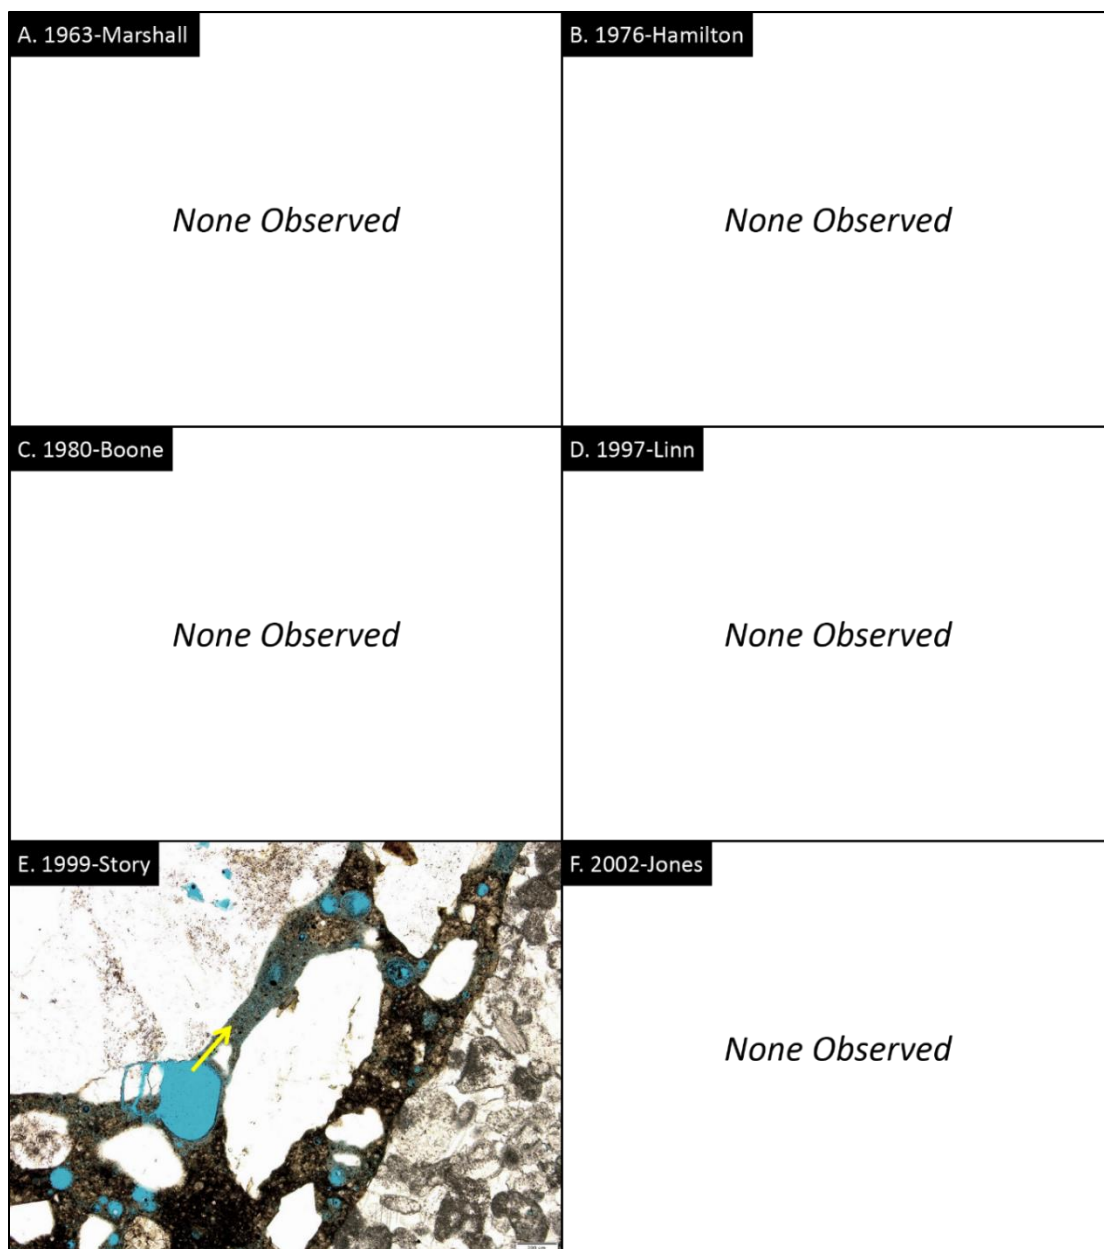 A. 1963-Marshall
None Observed
B. 1976-Hamilton
None Observed
C. 1980-Boone
None Observed
D. 1997-Linn
None Observed
E. 1999-Story
F. 2002-Jones
None Observed